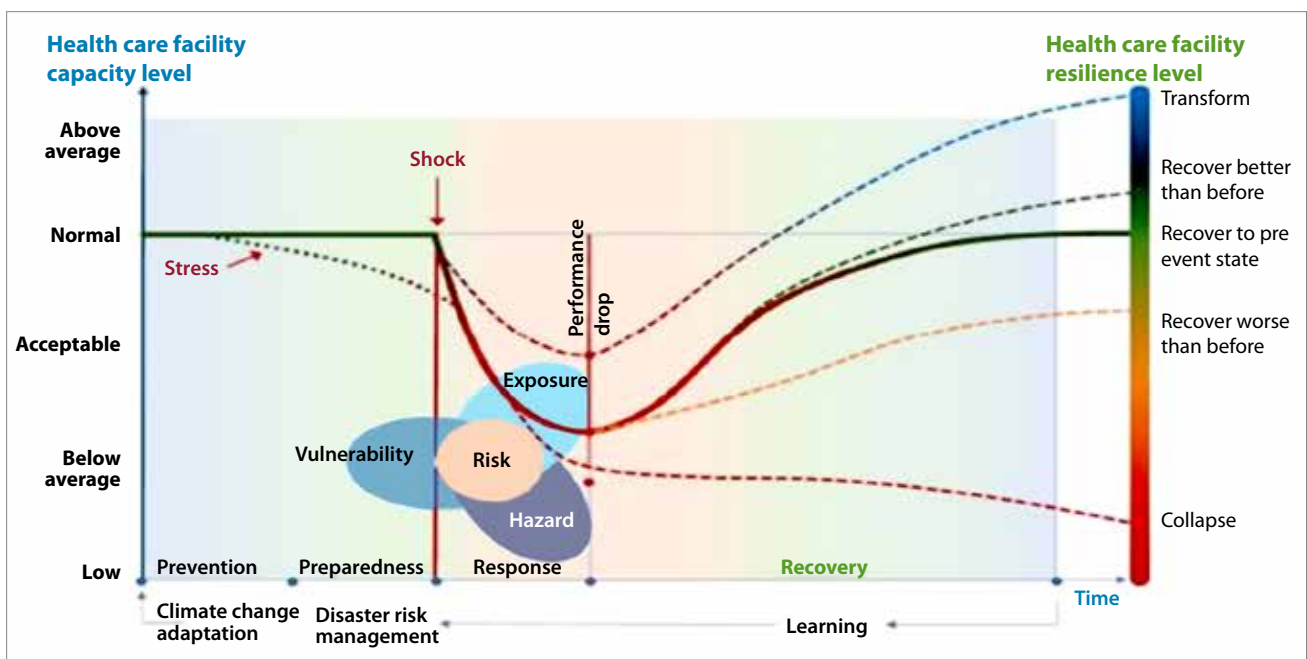 Health care facility
capacity level
Health care facility
resilience level
Above
average
Normal
Acceptable
Below
average
Low
Shock
Stress
Performance
drop
Exposure
Vulnerability
Risk
Hazard
Transform
Recover better
than before
Recover to pre
event state
Recover worse
than before
Collapse
Prevention
Preparedness
Response
Recovery
Time
Climate change
adaptation
Disaster risk
management
Learning